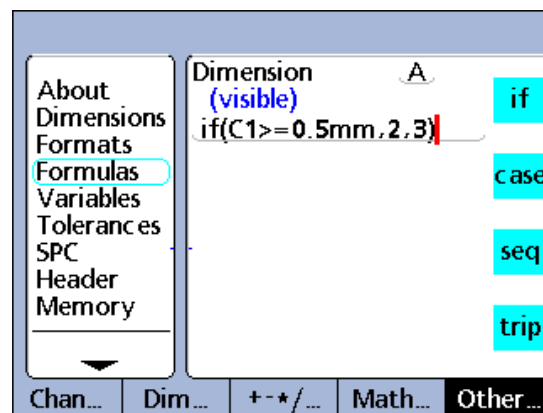 About
Dimensions
Formats
Formulas
Variables
Tolerances
SPC
Header
Memory
Dimension A
(visible)
if(C1>=0.5mm,2,3)
if
case
seq
trip
Chan... Dim... +-*/... Math... Other...